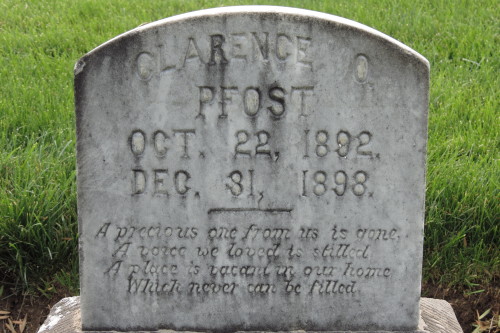 CLARENCE O.
PFOST
OCT. 22, 1892.
DEC. 31, 1898.
A precious one from us is gone,
A voice we loved is stilled
A place is vacant in our home
Which never can be filled.